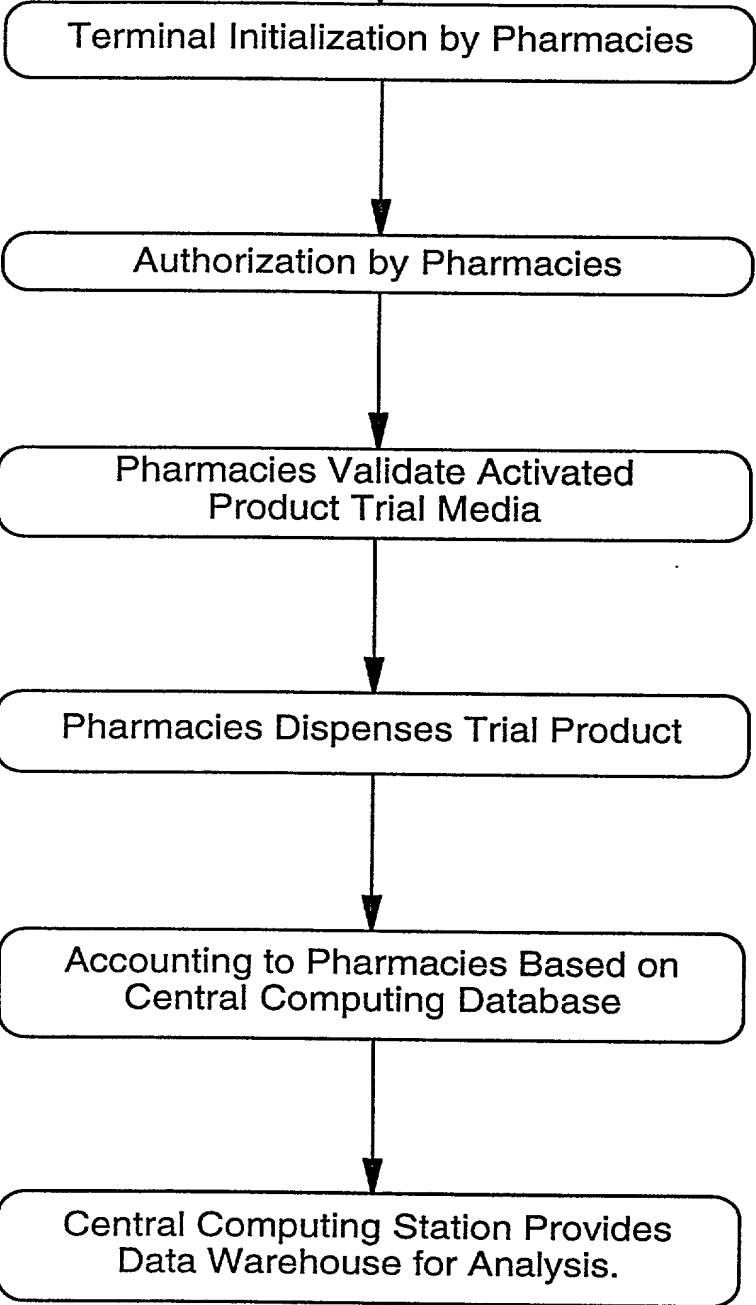 Terminal Initialization by Pharmacies
Authorization by Pharmacies
Pharmacies Validate Activated
Product Trial Media
Pharmacies Dispenses Trial Product
Accounting to Pharmacies Based on
Central Computing Database
Central Computing Station Provides
Data Warehouse for Analysis.